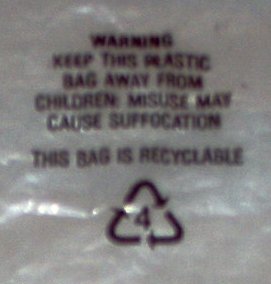 WARNING
KEEP THIS PLASTIC
BAG AWAY FROM
CHILDREN: MISUSE MAY
CAUSE SUFFOCATION
THIS BAG IS RECYCLABLE
4